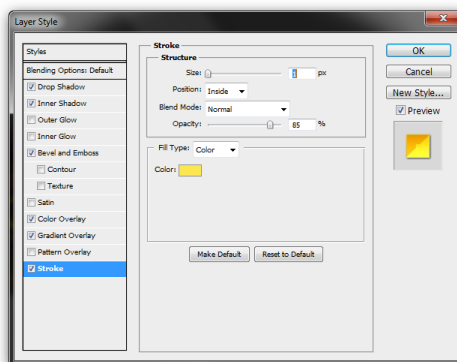 Layer Style
Styles
Blending Options: Default
Drop Shadow
Inner Shadow
Outer Glow
Inner Glow
Bevel and Emboss
Contour
Texture
Satin
Color Overlay
Gradient Overlay
Pattern Overlay
Stroke
Stroke
Structure
Size: px
Position: Inside
Blend Mode: Normal
Opacity: 85 %
Fill Type: Color
Color:
Make Default Reset to Default
OK
Cancel
New Style...
Preview